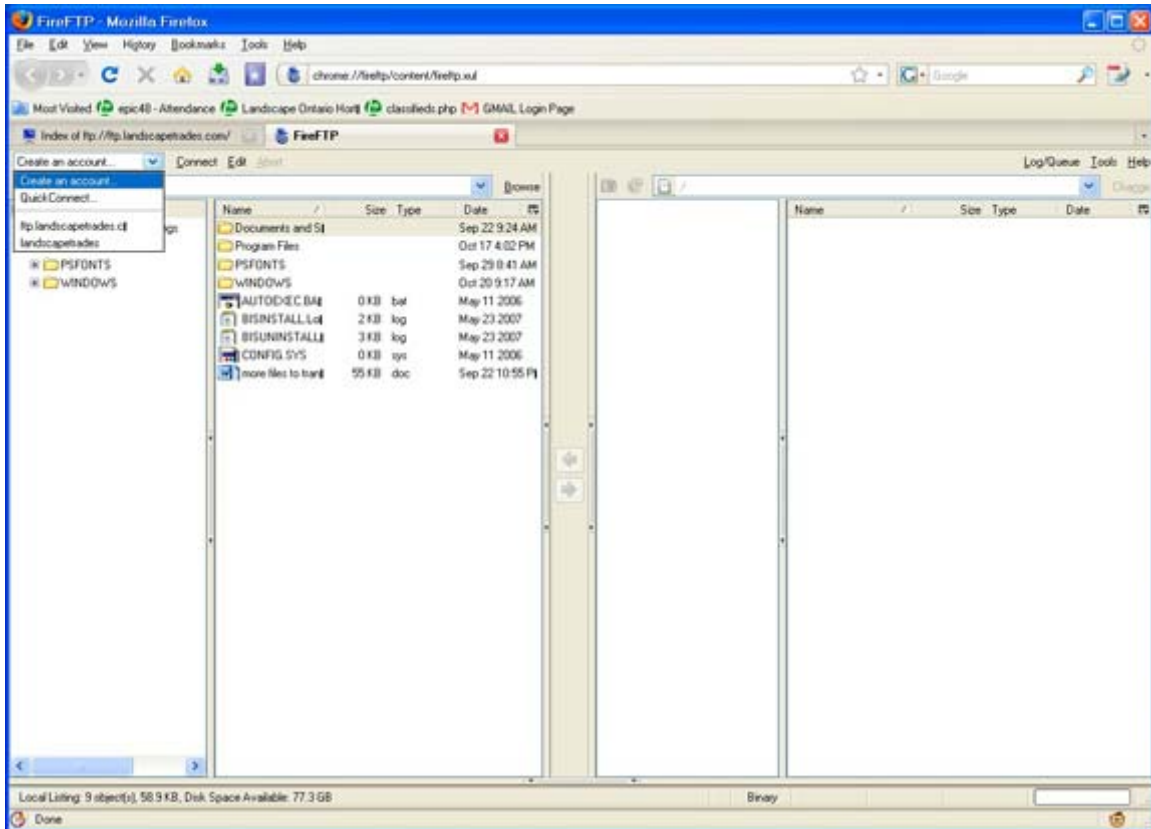 FireFTP - Mozilla Firefox
File Edit View History Bookmarks Tools Help
chrome://fireftp/content/fireftp.xul Google
Most Visited epic48 - Attendance Landscape Ontario Horti classifieds.php GMAIL Login Page
Index of ftp://ftp.landscapetrades.com/ FireFTP
Create an account... Connect Edit Abort Log/Queue Tools Help
Create an account... Browse / Change
QuickConnect...
Name Size Type Date Name Size Type Date
ftp.landscapetrades.c gs Documents and S Sep 22 9:24 AM
landscapetrades Program Files Oct 17 4:02 PM
PSFONTS PSFONTS Sep 29 8:41 AM
WINDOWS WINDOWS Oct 20 9:17 AM
AUTOEXEC.BA 0 KB bat May 11 2006
BISINSTALL.Lo 2 KB log May 23 2007
BISUNINSTALL 3 KB log May 23 2007
CONFIG.SYS 0 KB sys May 11 2006
more files to tran 55 KB doc Sep 22 10:55 P
Local Listing: 9 object(s), 58.9 KB, Disk Space Available: 77.3 GB Binary
Done